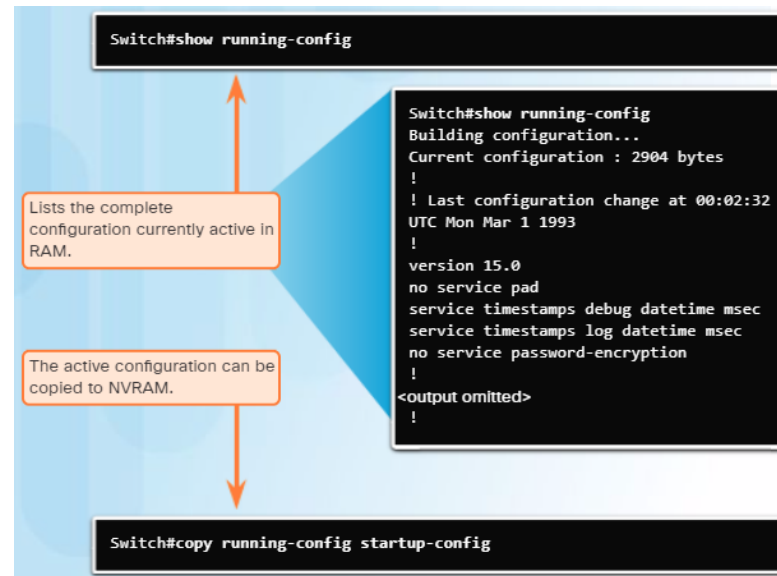 Switch#show running-config
Switch#show running-config
Building configuration...
Current configuration : 2904 bytes
!
! Last configuration change at 00:02:32
UTC Mon Mar 1 1993
!
version 15.0
no service pad
service timestamps debug datetime msec
service timestamps log datetime msec
no service password-encryption
!
<output omitted>
!
Lists the complete
configuration currently active in
RAM.
The active configuration can be
copied to NVRAM.
Switch#copy running-config startup-config